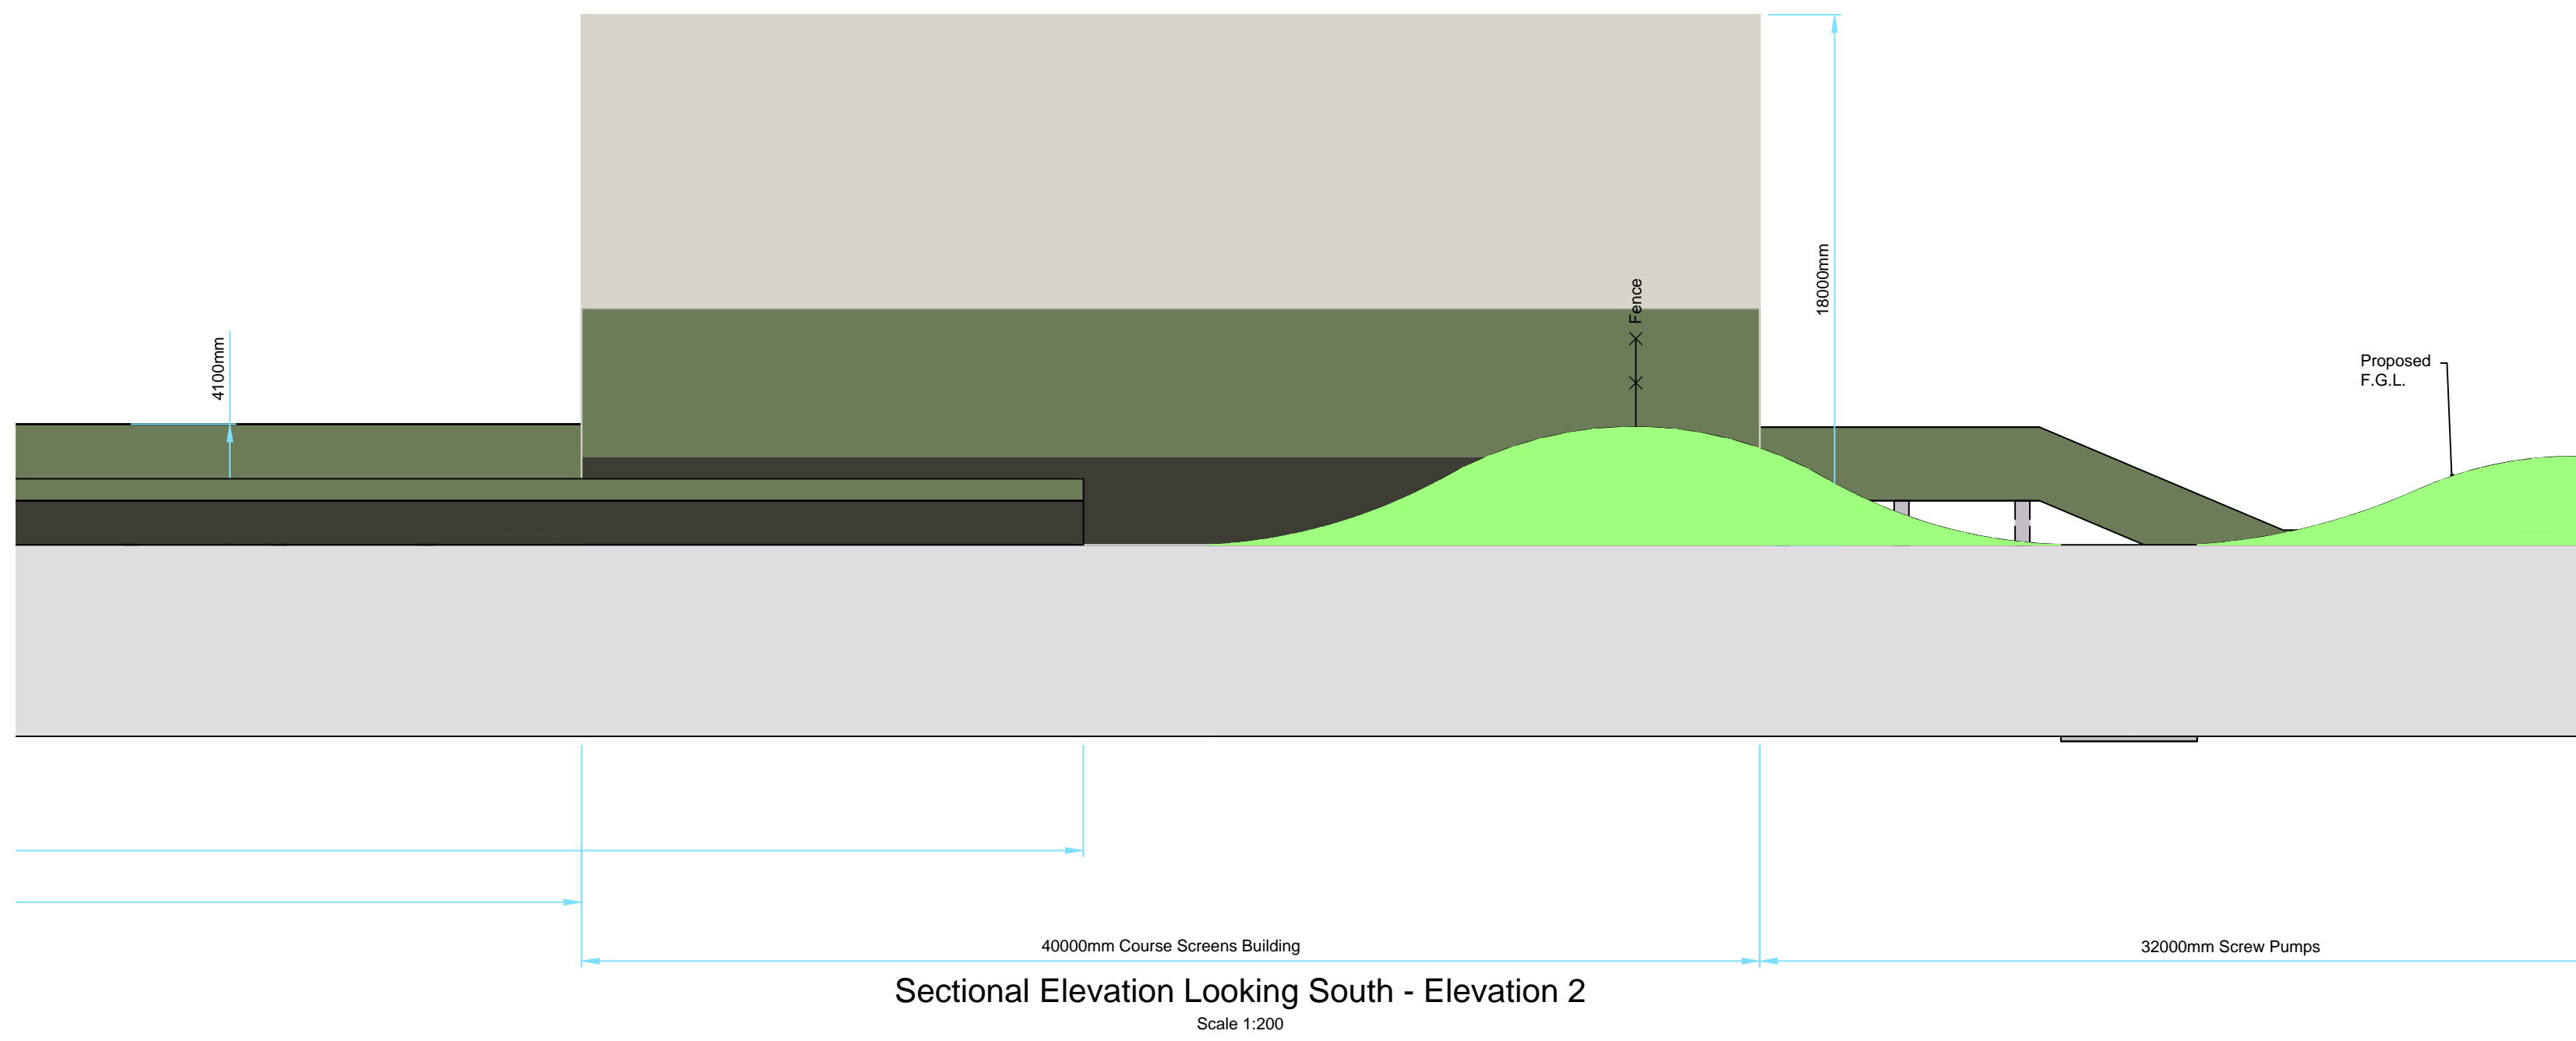 4100mm
Fence
18000mm
Proposed
F.G.L.
40000mm Course Screens Building
32000mm Screw Pumps
Sectional Elevation Looking South - Elevation 2
Scale 1:200